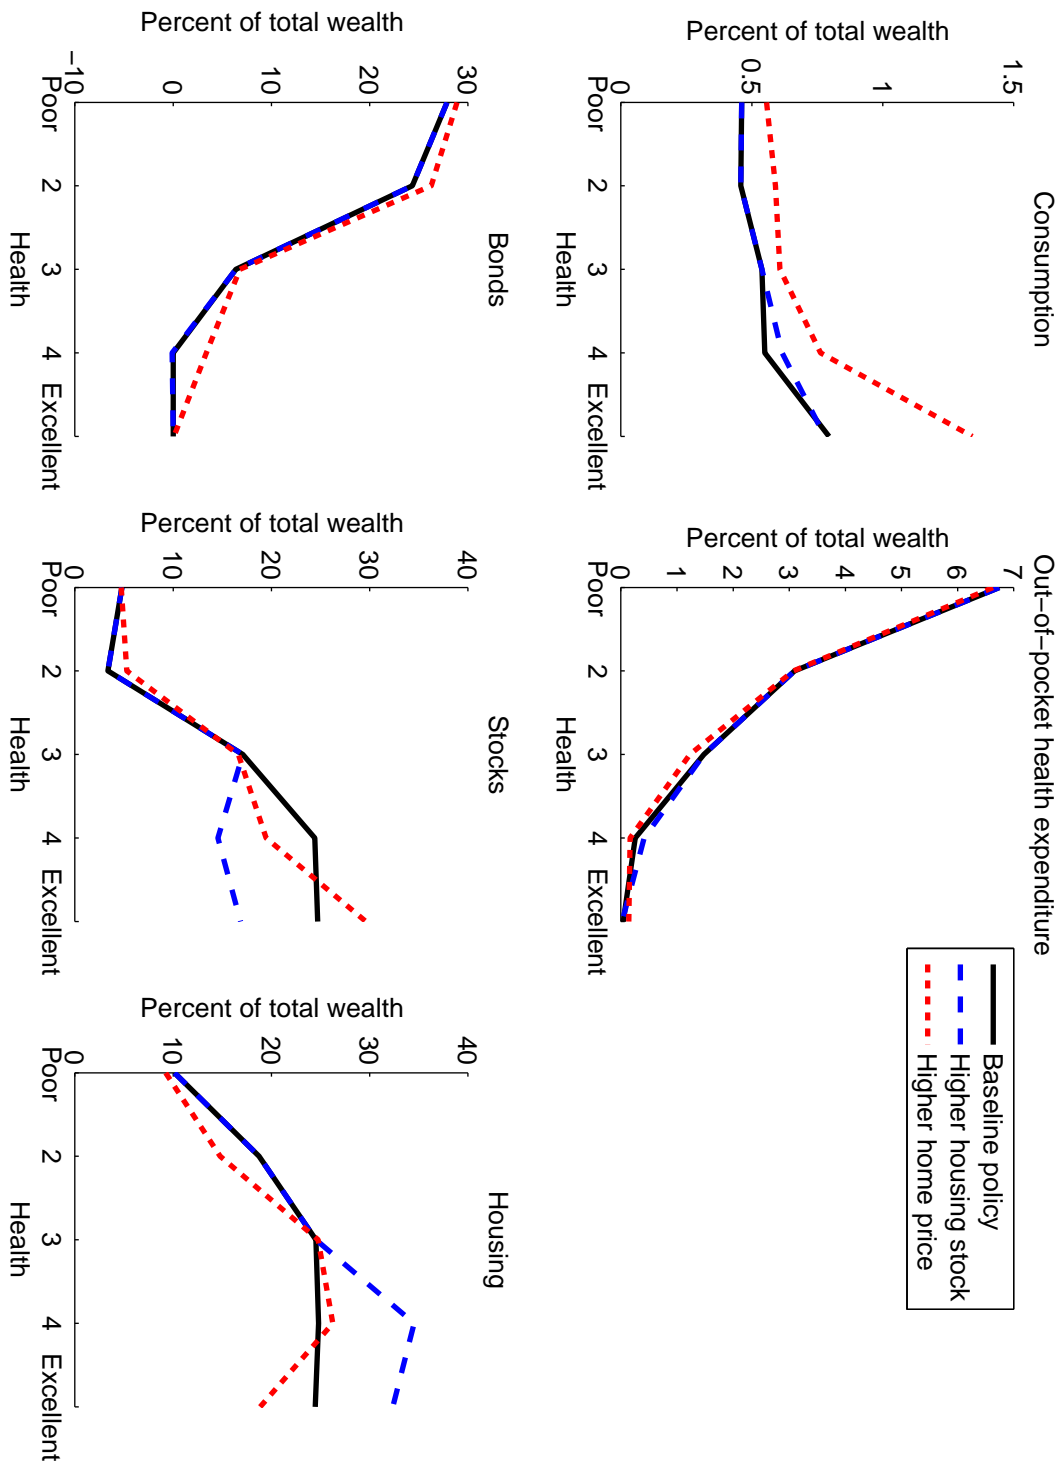 Consumption
Percent of total wealth
1.5
1
0.5
0
Poor 2 3 4 Excellent
Health
Out−of−pocket health expenditure
Percent of total wealth
7
6
5
4
3
2
1
0
Poor 2 3 4 Excellent
Health
Baseline policy
Higher housing stock
Higher home price
Bonds
Percent of total wealth
30
20
10
0
−10
Poor 2 3 4 Excellent
Health
Stocks
Percent of total wealth
40
30
20
10
0
Poor 2 3 4 Excellent
Health
Housing
Percent of total wealth
40
30
20
10
0
Poor 2 3 4 Excellent
Health